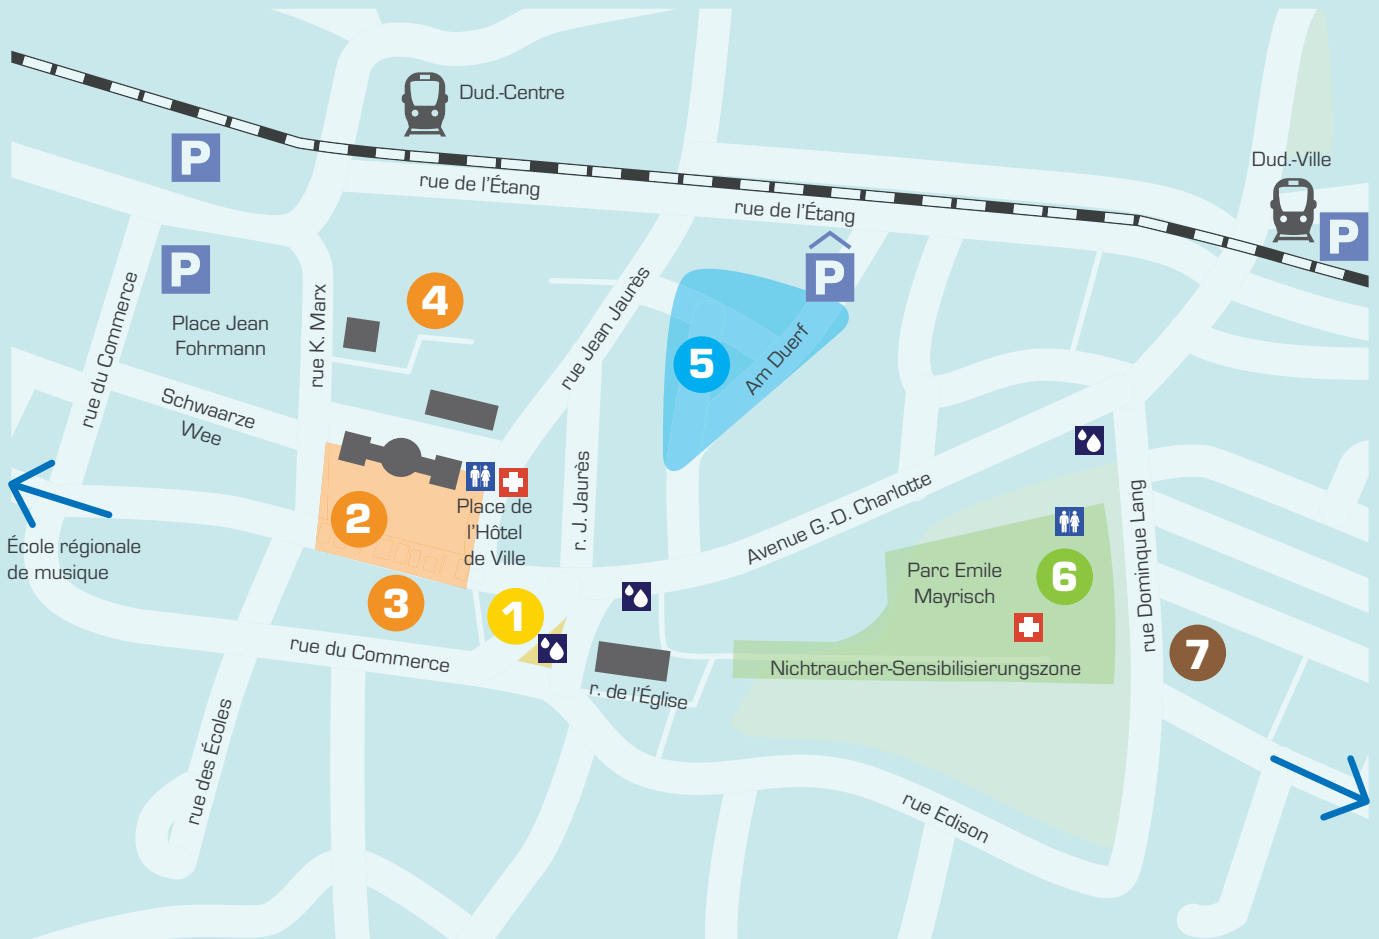 Dud.-Centre
P
rue de l'Étang
rue de l'Étang
Dud.-Ville
P
P
P
rue du Commerce
Place Jean
Fohrmann
rue K. Marx
4
rue Jean Jaurès
5
Am Duerf
Schwaarze
Wee
2
Place de
l'Hôtel
de Ville
r. J. Jaurès
Avenue G.-D. Charlotte
rue Dominique Lang
École régionale
de musique
Parc Emile
Mayrisch
6
3
1
7
rue du Commerce
Nichtraucher-Sensibilisierungszone
r. de l'Église
rue des Écoles
rue Edison